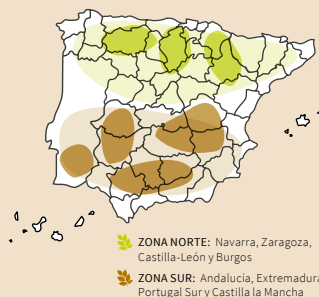 ZONA NORTE: Navarra, Zaragoza,
Castilla-León y Burgos
ZONA SUR: Andalucía, Extremadura
Portugal Sur y Castilla la Mancha